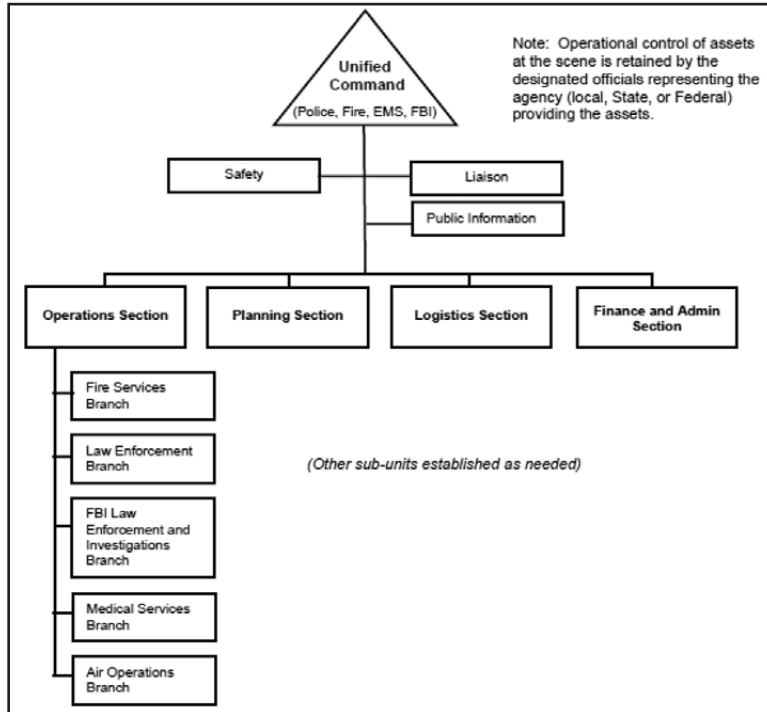 Unified
Command
(Police, Fire, EMS, FBI)
Note: Operational control of assets
at the scene is retained by the
designated officials representing the
agency (local, State, or Federal)
providing the assets.
Safety
Liaison
Public Information
Operations Section
Planning Section
Logistics Section
Finance and Admin
Section
Fire Services
Branch
Law Enforcement
Branch
(Other sub-units established as needed)
FBI Law
Enforcement and
Investigations
Branch
Medical Services
Branch
Air Operations
Branch